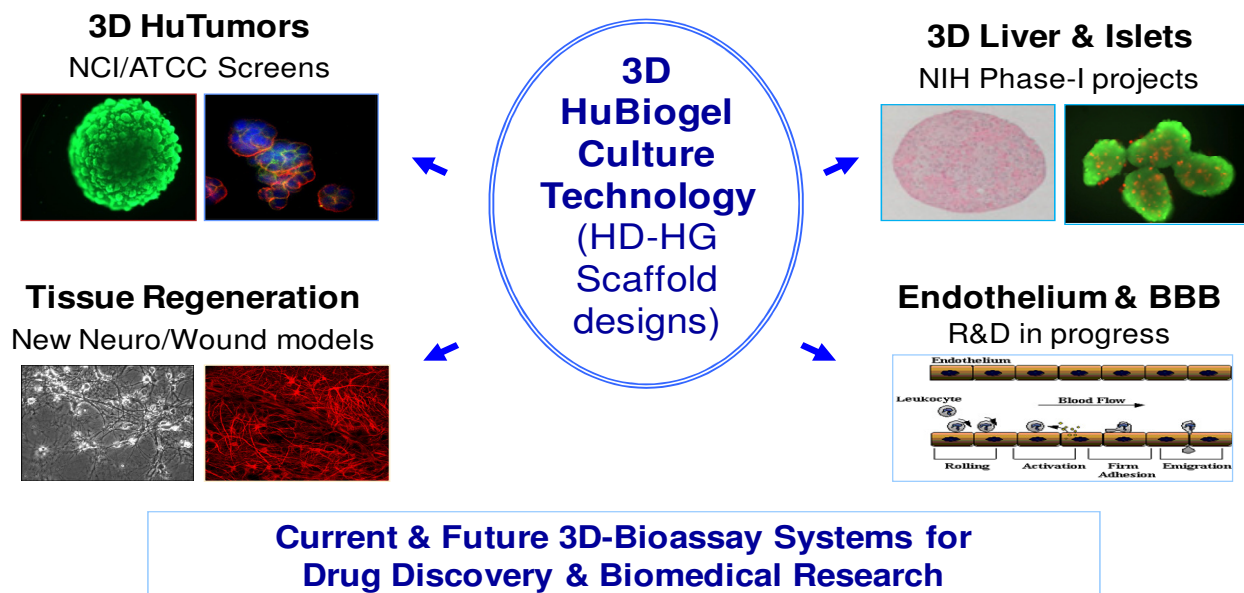 3D HuTumors
NCI/ATCC Screens
3D
HuBiogel
Culture
Technology
(HD-HG
Scaffold
designs)
3D Liver & Islets
NIH Phase-I projects
Tissue Regeneration
New Neuro/Wound models
Endothelium & BBB
R&D in progress
Endothelium
Leukocyte
Blood Flow
Rolling
Activation
Firm
Adhesion
Emigration
Current & Future 3D-Bioassay Systems for
Drug Discovery & Biomedical Research